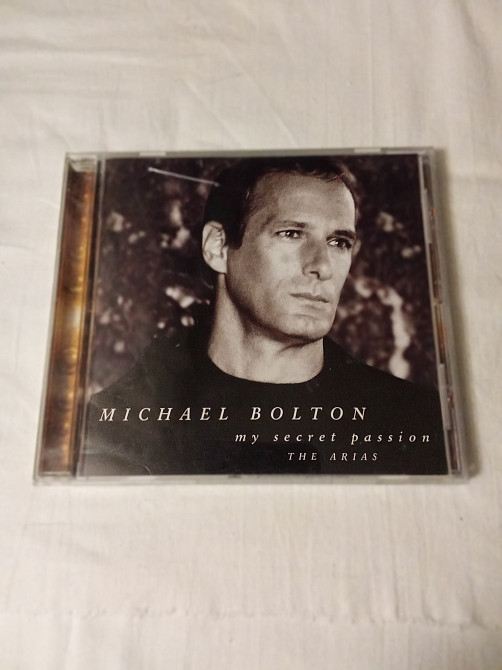 MICHAEL BOLTON
my secret passion
THE ARIAS